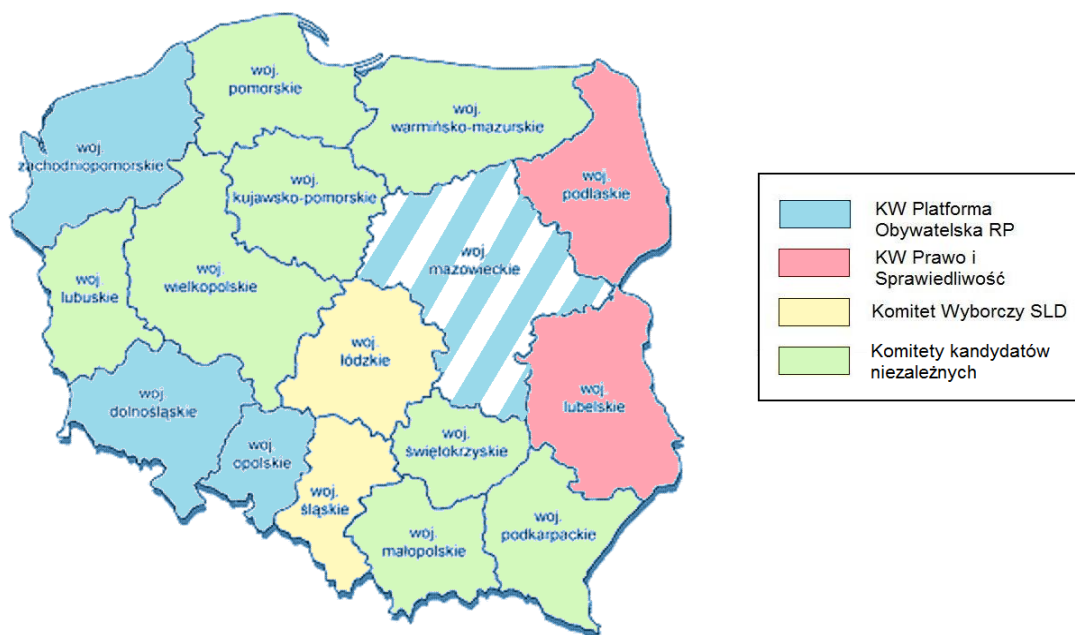 woj.
pomorskie
woj.
warmińsko-mazurskie
woj.
zachodniopomorskie
woj.
podlaskie
woj.
kujawsko-pomorskie
woj.
mazowieckie
woj.
lubuskie
woj.
wielkopolskie
woj.
łódzkie
woj.
lubelskie
woj.
dolnośląskie
woj.
opolskie
woj.
świętokrzyskie
woj.
śląskie
woj.
małopolskie
woj.
podkarpackie
KW Platforma
Obywatelska RP
KW Prawo i
Sprawiedliwość
Komitet Wyborczy SLD
Komitety kandydatów
niezależnych